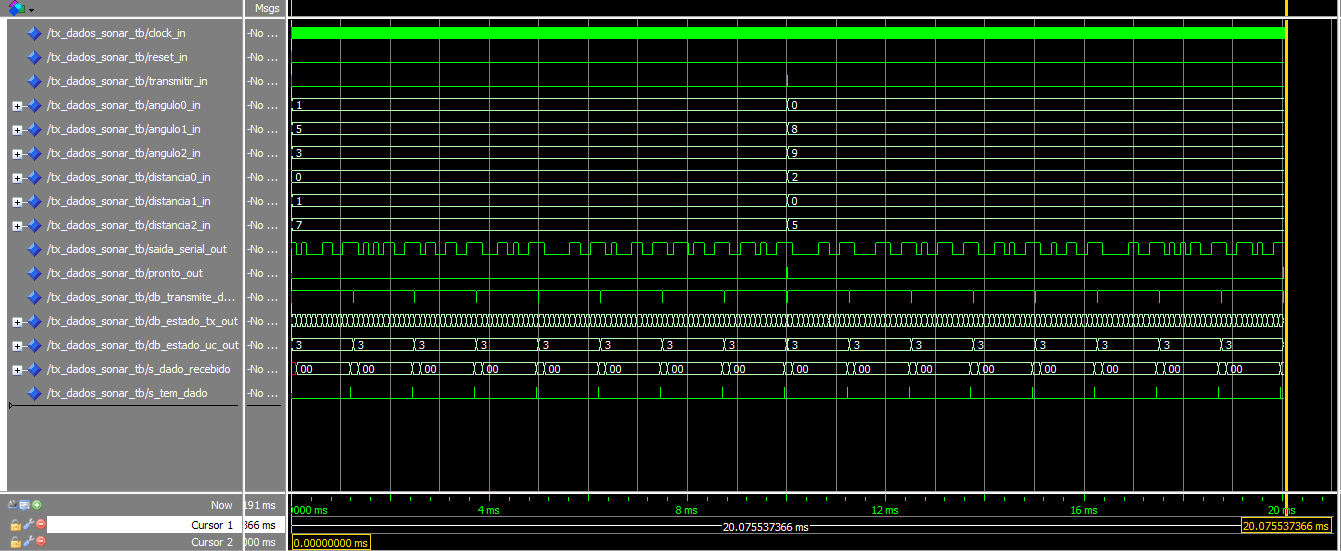 Msgs
/tx_dados_sonar_tb/clock_in -No ...
/tx_dados_sonar_tb/reset_in -No ...
/tx_dados_sonar_tb/transmitir_in -No ...
/tx_dados_sonar_tb/angulo0_in -No ... 1 0
/tx_dados_sonar_tb/angulo1_in -No ... 5 8
/tx_dados_sonar_tb/angulo2_in -No ... 3 9
/tx_dados_sonar_tb/distancia0_in -No ... 0 2
/tx_dados_sonar_tb/distancia1_in -No ... 1 0
/tx_dados_sonar_tb/distancia2_in -No ... 7 5
/tx_dados_sonar_tb/saida_serial_out -No ...
/tx_dados_sonar_tb/pronto_out -No ...
/tx_dados_sonar_tb/db_transmite_d... -No ...
/tx_dados_sonar_tb/db_estado_tx_out -No ...
/tx_dados_sonar_tb/db_estado_uc_out -No ... 3 3 3 3 3 3 3 3 3 3 3 3 3 3 3 3
/tx_dados_sonar_tb/s_dado_recebido -No ... 00 00 00 00 00 00 00 00 00 00 00 00 00 00 00 00
/tx_dados_sonar_tb/s_tem_dado -No ...
Now 191 ms 000 ms 4 ms 8 ms 12 ms 16 ms 20 ms
Cursor 1 366 ms 20.075537366 ms 20.075537366 ms
Cursor 2 000 ms 0.00000000 ms